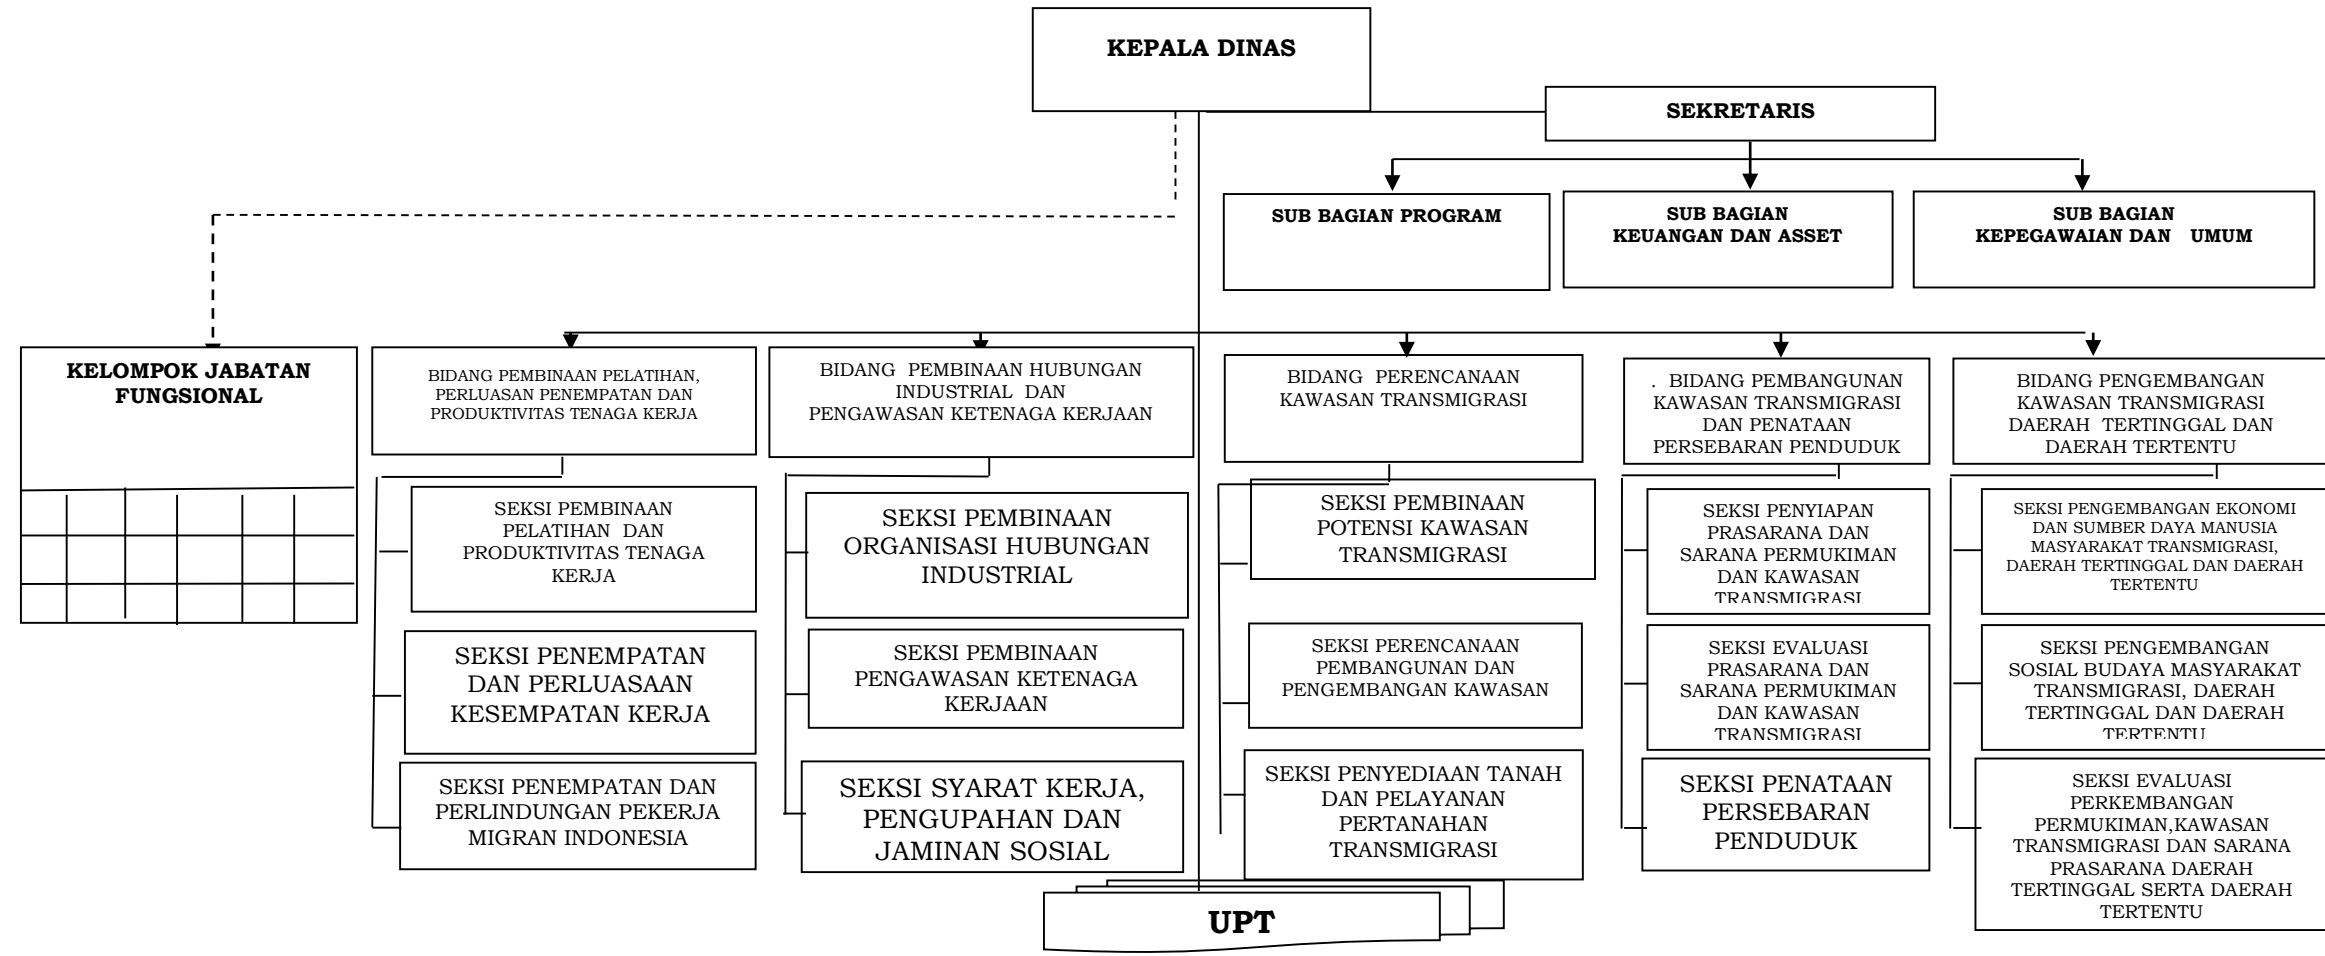 KEPALA DINAS
SEKRETARIS
SUB BAGIAN PROGRAM
SUB BAGIAN
KEUANGAN DAN ASSET
SUB BAGIAN
KEPEGAWAIAN DAN UMUM
KELOMPOK JABATAN
FUNGSIONAL
BIDANG PEMBINAAN PELATIHAN,
PERLUASAN PENEMPATAN DAN
PRODUKTIVITAS TENAGA KERJA
BIDANG PEMBINAAN HUBUNGAN
INDUSTRIAL DAN
PENGAWASAN KETENAGA KERJAAN
BIDANG PERENCANAAN
KAWASAN TRANSMIGRASI
. BIDANG PEMBANGUNAN
KAWASAN TRANSMIGRASI
DAN PENATAAN
PERSEBARAN PENDUDUK
BIDANG PENGEMBANGAN
KAWASAN TRANSMIGRASI
DAERAH TERTINGGAL DAN
DAERAH TERTENTU
SEKSI PEMBINAAN
PELATIHAN DAN
PRODUKTIVITAS TENAGA
KERJA
SEKSI PEMBINAAN
ORGANISASI HUBUNGAN
INDUSTRIAL
SEKSI PEMBINAAN
POTENSI KAWASAN
TRANSMIGRASI
SEKSI PENYIAPAN
PRASARANA DAN
SARANA PERMUKIMAN
DAN KAWASAN
TRANSMIGRASI
SEKSI PENGEMBANGAN EKONOMI
DAN SUMBER DAYA MANUSIA
MASYARAKAT TRANSMIGRASI,
DAERAH TERTINGGAL DAN DAERAH
TERTENTU
SEKSI PENEMPATAN
DAN PERLUASAAN
KESEMPATAN KERJA
SEKSI PEMBINAAN
PENGAWASAN KETENAGA
KERJAAN
SEKSI PERENCANAAN
PEMBANGUNAN DAN
PENGEMBANGAN KAWASAN
SEKSI EVALUASI
PRASARANA DAN
SARANA PERMUKIMAN
DAN KAWASAN
TRANSMIGRASI
SEKSI PENGEMBANGAN
SOSIAL BUDAYA MASYARAKAT
TRANSMIGRASI, DAERAH
TERTINGGAL DAN DAERAH
TERTENTU
SEKSI PENEMPATAN DAN
PERLINDUNGAN PEKERJA
MIGRAN INDONESIA
SEKSI SYARAT KERJA,
PENGUPAHAN DAN
JAMINAN SOSIAL
SEKSI PENYEDIAAN TANAH
DAN PELAYANAN
PERTANAHAN
TRANSMIGRASI
SEKSI PENATAAN
PERSEBARAN
PENDUDUK
SEKSI EVALUASI
PERKEMBANGAN
PERMUKIMAN,KAWASAN
TRANSMIGRASI DAN SARANA
PRASARANA DAERAH
TERTINGGAL SERTA DAERAH
TERTENTU
UPT